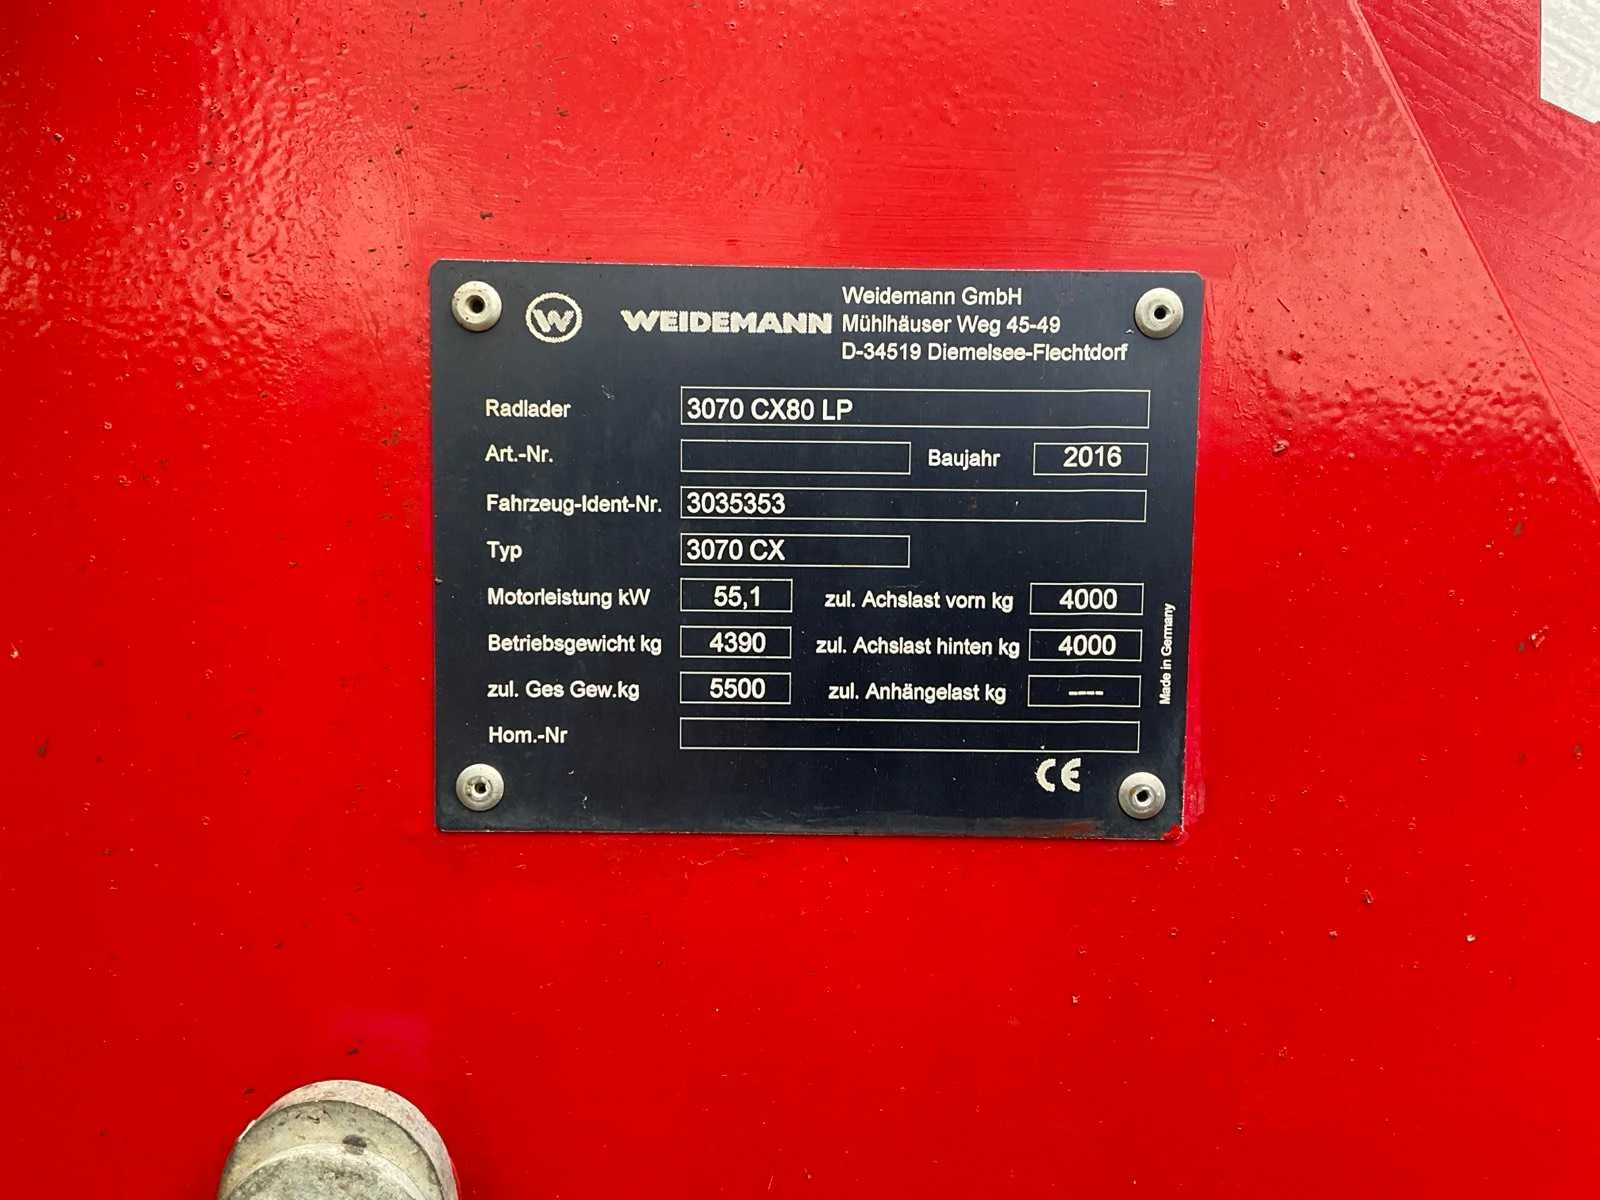 W WEIDEMANN Weidemann GmbH
Mühlhäuser Weg 45-49
D-34519 Diemelsee-Flechtdorf
Radlader 3070 CX80 LP
Art.-Nr. Baujahr 2016
Fahrzeug-Ident-Nr. 3035353
Typ 3070 CX
Motorleistung kW 55,1 zul. Achslast vorn kg 4000
Betriebsgewicht kg 4390 zul. Achslast hinten kg 4000
zul. Ges Gew.kg 5500 zul. Anhängelast kg ----
Hom.-Nr
CE
Made in Germany